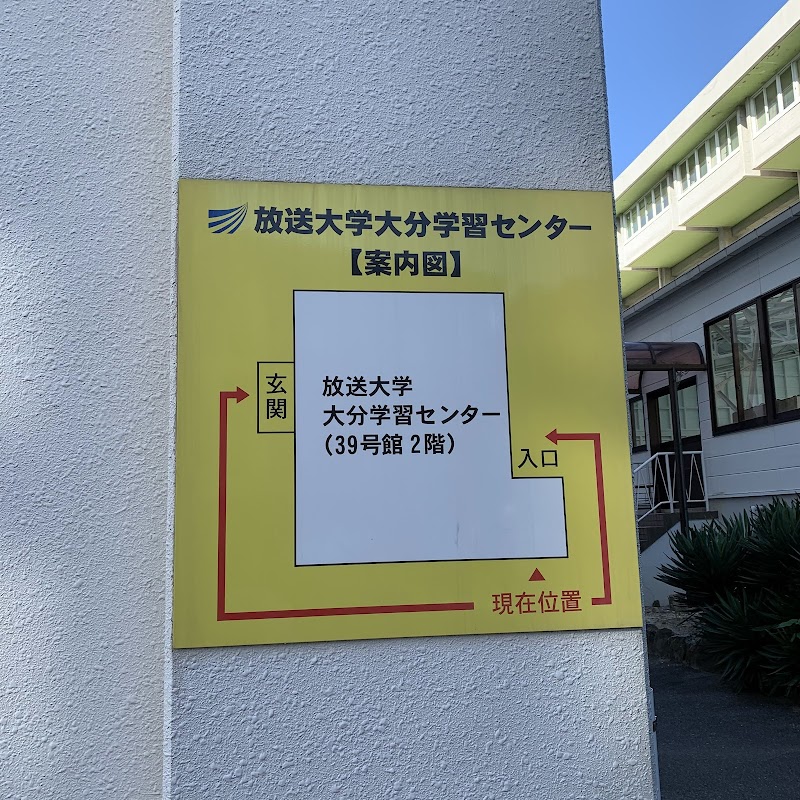 放送大学大分学習センター
【案内図】
玄関
放送大学
大分学習センター
(39号館 2階)
入口
現在位置